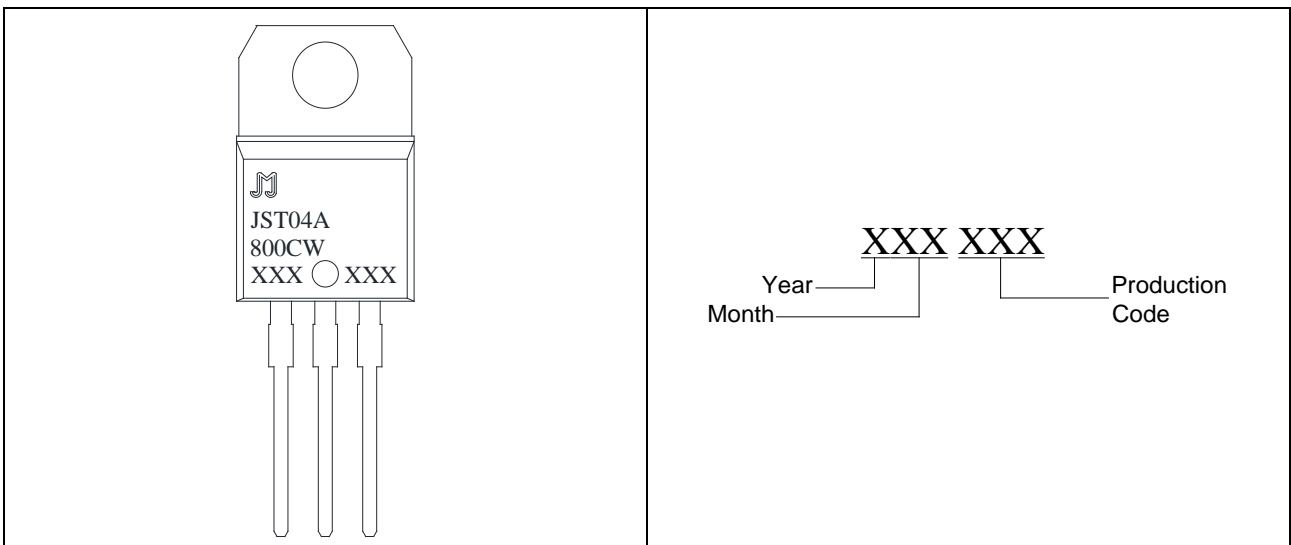 JST04A
800CW
XXX XXX
XXX XXX
Year
Month
Production
Code